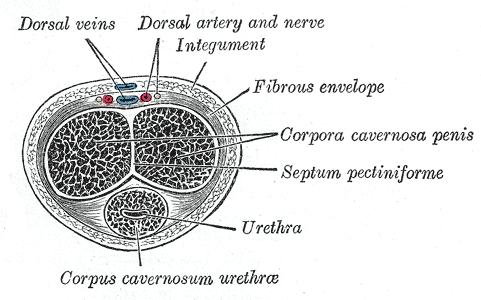 Dorsal veins
Dorsal artery and nerve
Integument
Fibrous envelope
Corpora cavernosa penis
Septum pectiniforme
Urethra
Corpus cavernosum urethræ